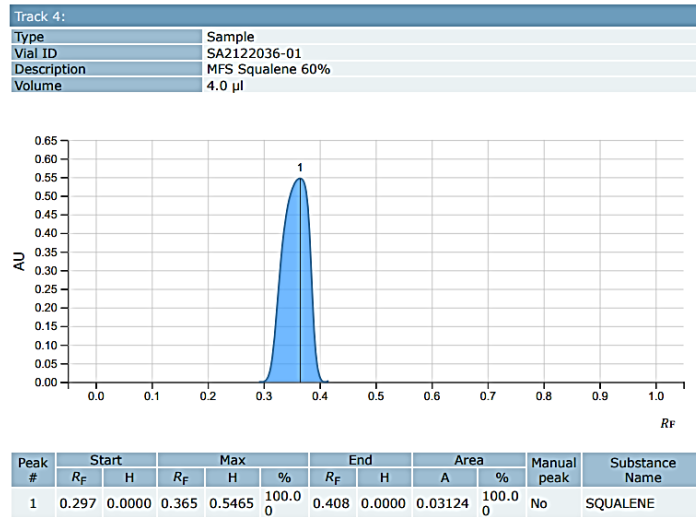 Track 4:
Type Sample
Vial ID SA2122036-01
Description MFS Squalene 60%
Volume 4.0 µl
0.65
0.60
0.55
0.50
0.45
0.40
0.35
0.30
0.25
0.20
0.15
0.10
0.05
0.00
AU
1
0.0 0.1 0.2 0.3 0.4 0.5 0.6 0.7 0.8 0.9 1.0
RF
Peak # Start Max End Area Manual peak Substance Name
RF H RF H % RF H A %
1 0.297 0.0000 0.365 0.5465 100.00 0.408 0.0000 0.03124 100.00 No SQUALENE